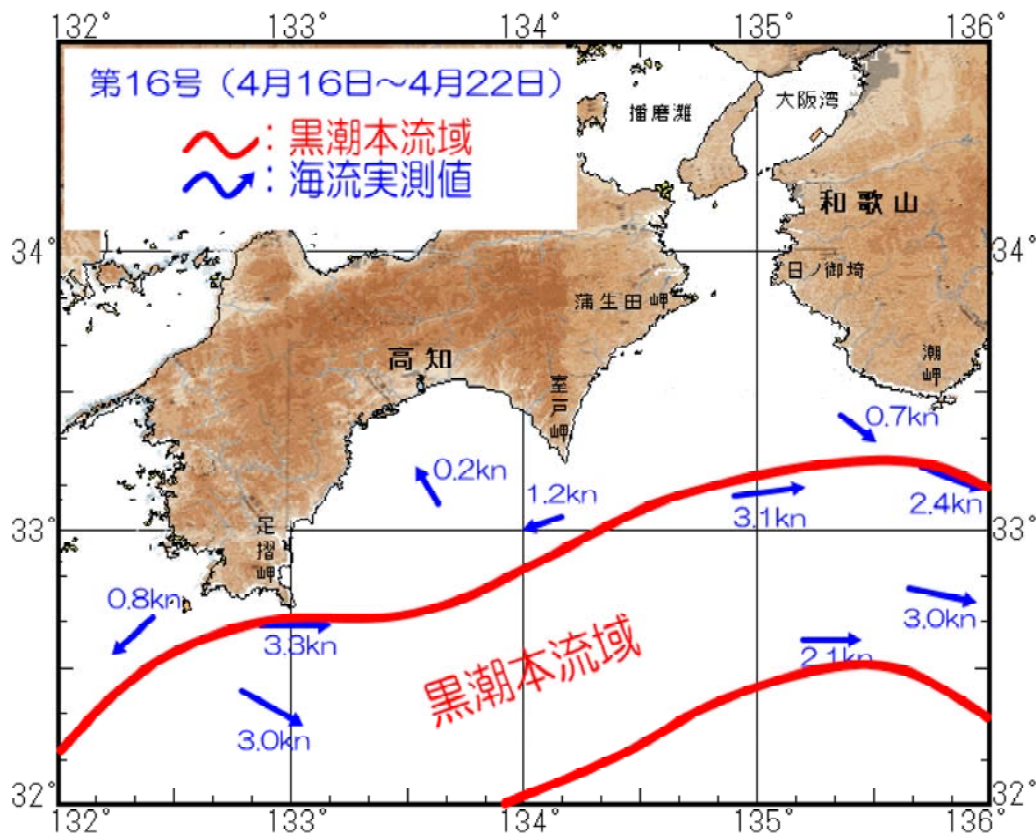 132°
133°
134°
135°
136°
第16号（4月16日～4月22日）
：黒潮本流域
：海流実測値
播磨灘
大阪湾
和歌山
34°
34°
日ノ御埼
蒲生田岬
高知
潮岬
室戸岬
0.7kn
0.2kn
1.2kn
3.1kn
2.4kn
33°
33°
足摺岬
0.8kn
3.3kn
3.0kn
2.1kn
黒潮本流域
3.0kn
32°
32°
132°
133°
134°
135°
136°